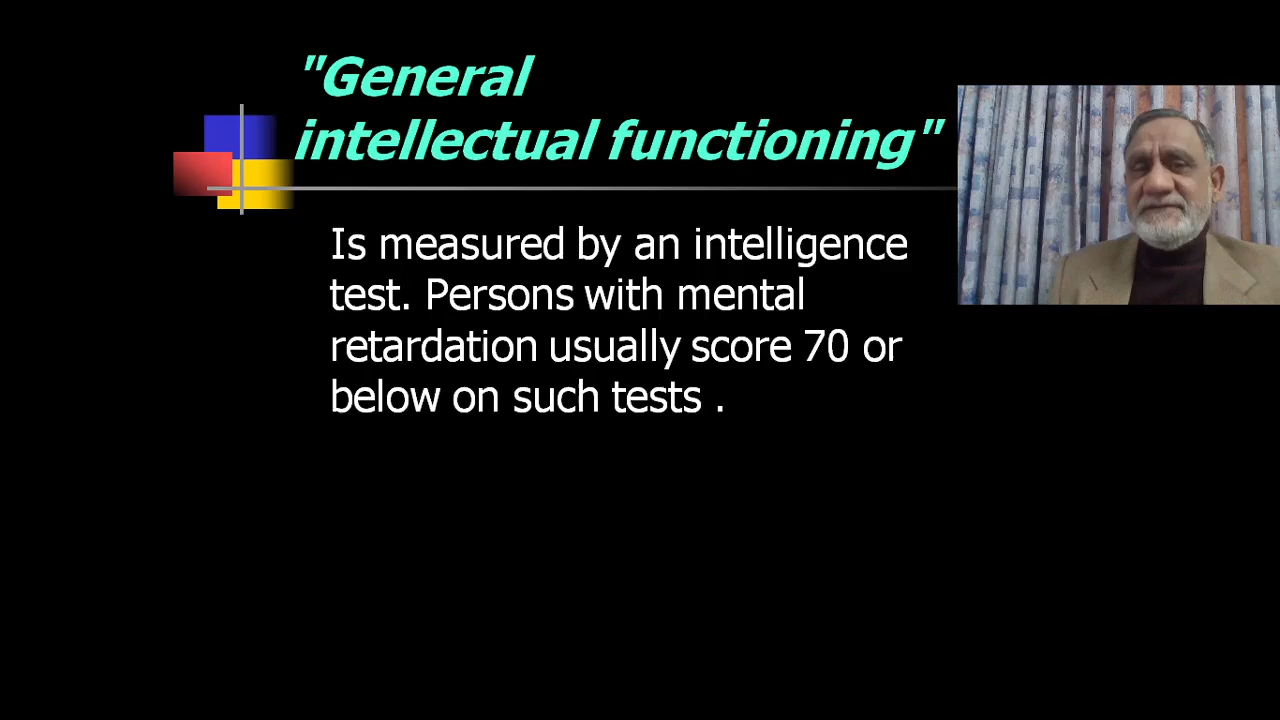 "General
intellectual functioning"
Is measured by an intelligence
test. Persons with mental
retardation usually score 70 or
below on such tests .